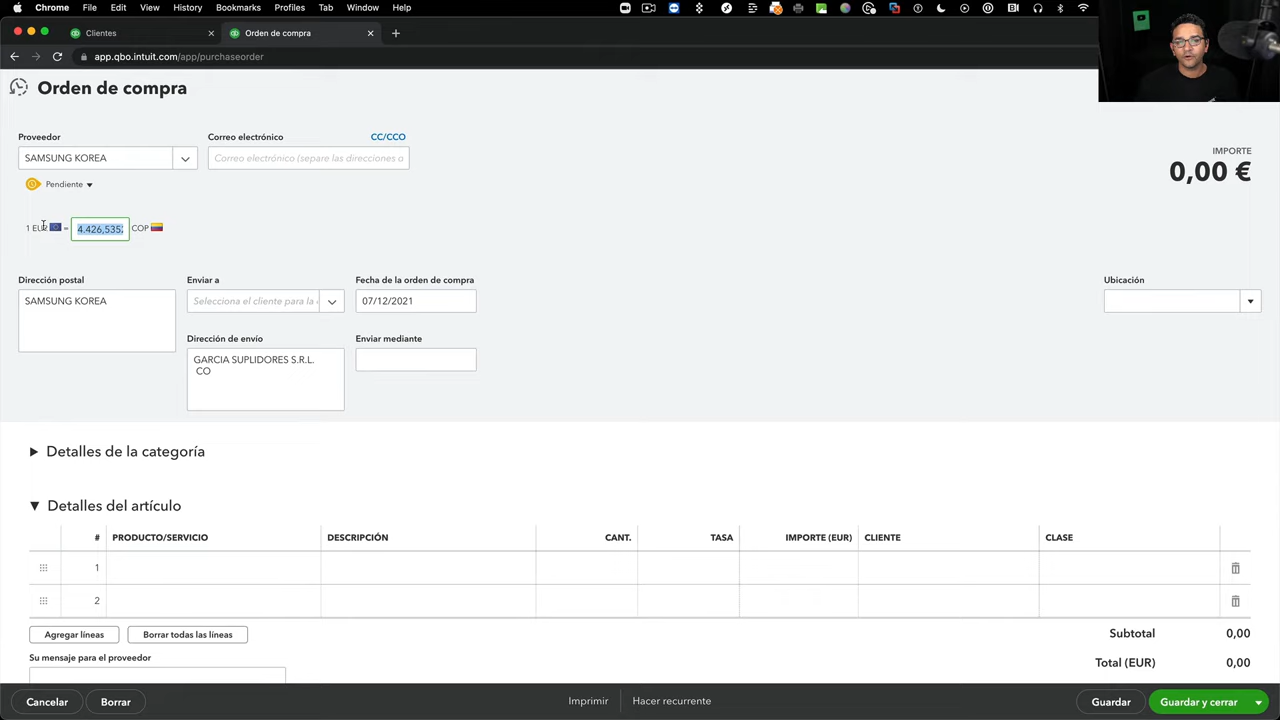 Chrome File Edit View History Bookmarks Profiles Tab Window Help
Clientes
Orden de compra
app.qbo.intuit.com/app/purchaseorder
Orden de compra
Proveedor
Correo electrónico
CC/CCO
SAMSUNG KOREA
Correo electrónico (separe las direcciones
IMPORTE
0,00 €
Pendiente
1 EUR = 4.426,535 COP
Dirección postal
Enviar a
Fecha de la orden de compra
Ubicación
SAMSUNG KOREA
Selecciona el cliente para la
07/12/2021
Dirección de envío
Enviar mediante
GARCIA SUPLIDORES S.R.L.
CO
Detalles de la categoría
Detalles del artículo
# PRODUCTO/SERVICIO DESCRIPCIÓN CANT. TASA IMPORTE (EUR) CLIENTE CLASE
1
2
Agregar líneas
Borrar todas las líneas
Subtotal 0,00
Su mensaje para el proveedor
Total (EUR) 0,00
Cancelar
Borrar
Imprimir
Hacer recurrente
Guardar
Guardar y cerrar